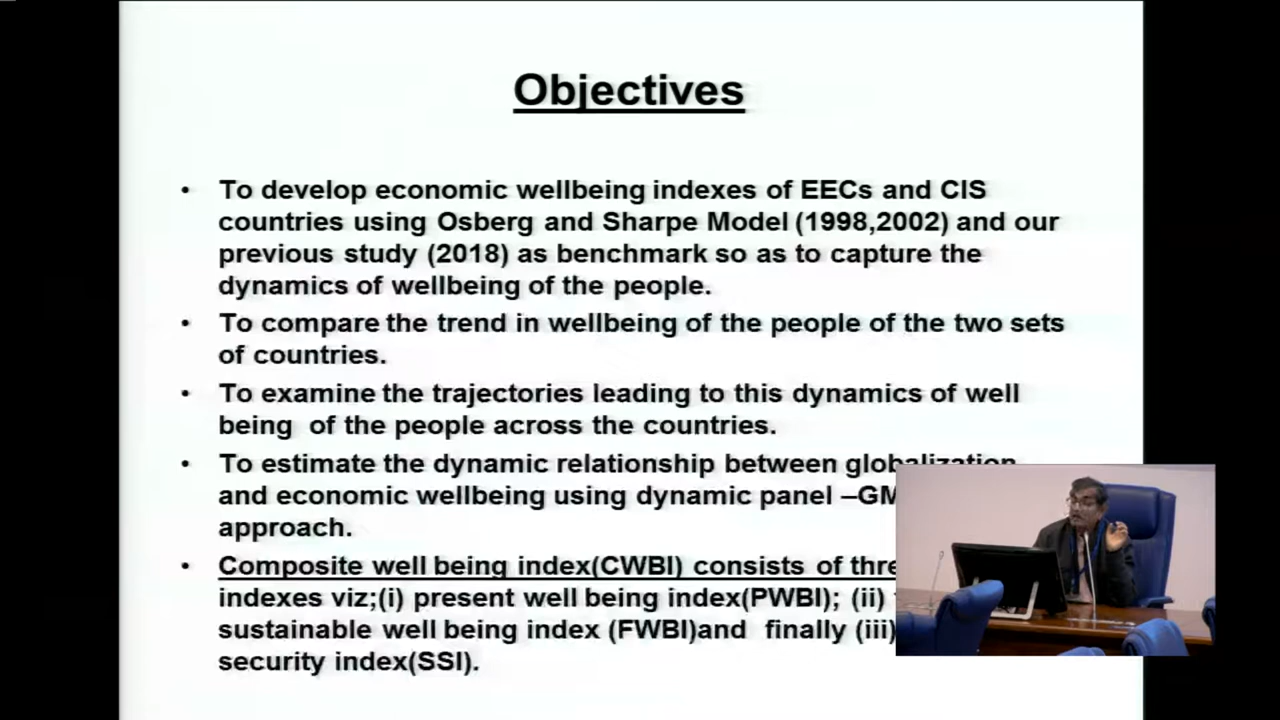 Objectives
• To develop economic wellbeing indexes of EECs and CIS
countries using Osberg and Sharpe Model (1998,2002) and our
previous study (2018) as benchmark so as to capture the
dynamics of wellbeing of the people.
• To compare the trend in wellbeing of the people of the two sets
of countries.
• To examine the trajectories leading to this dynamics of well
being of the people across the countries.
• To estimate the dynamic relationship between globalization
and economic wellbeing using dynamic panel –GM
approach.
• Composite well being index(CWBI) consists of
indexes viz;(i) present well being index(PWBI); (ii)
sustainable well being index (FWBI)and finally (iii)
security index(SSI).